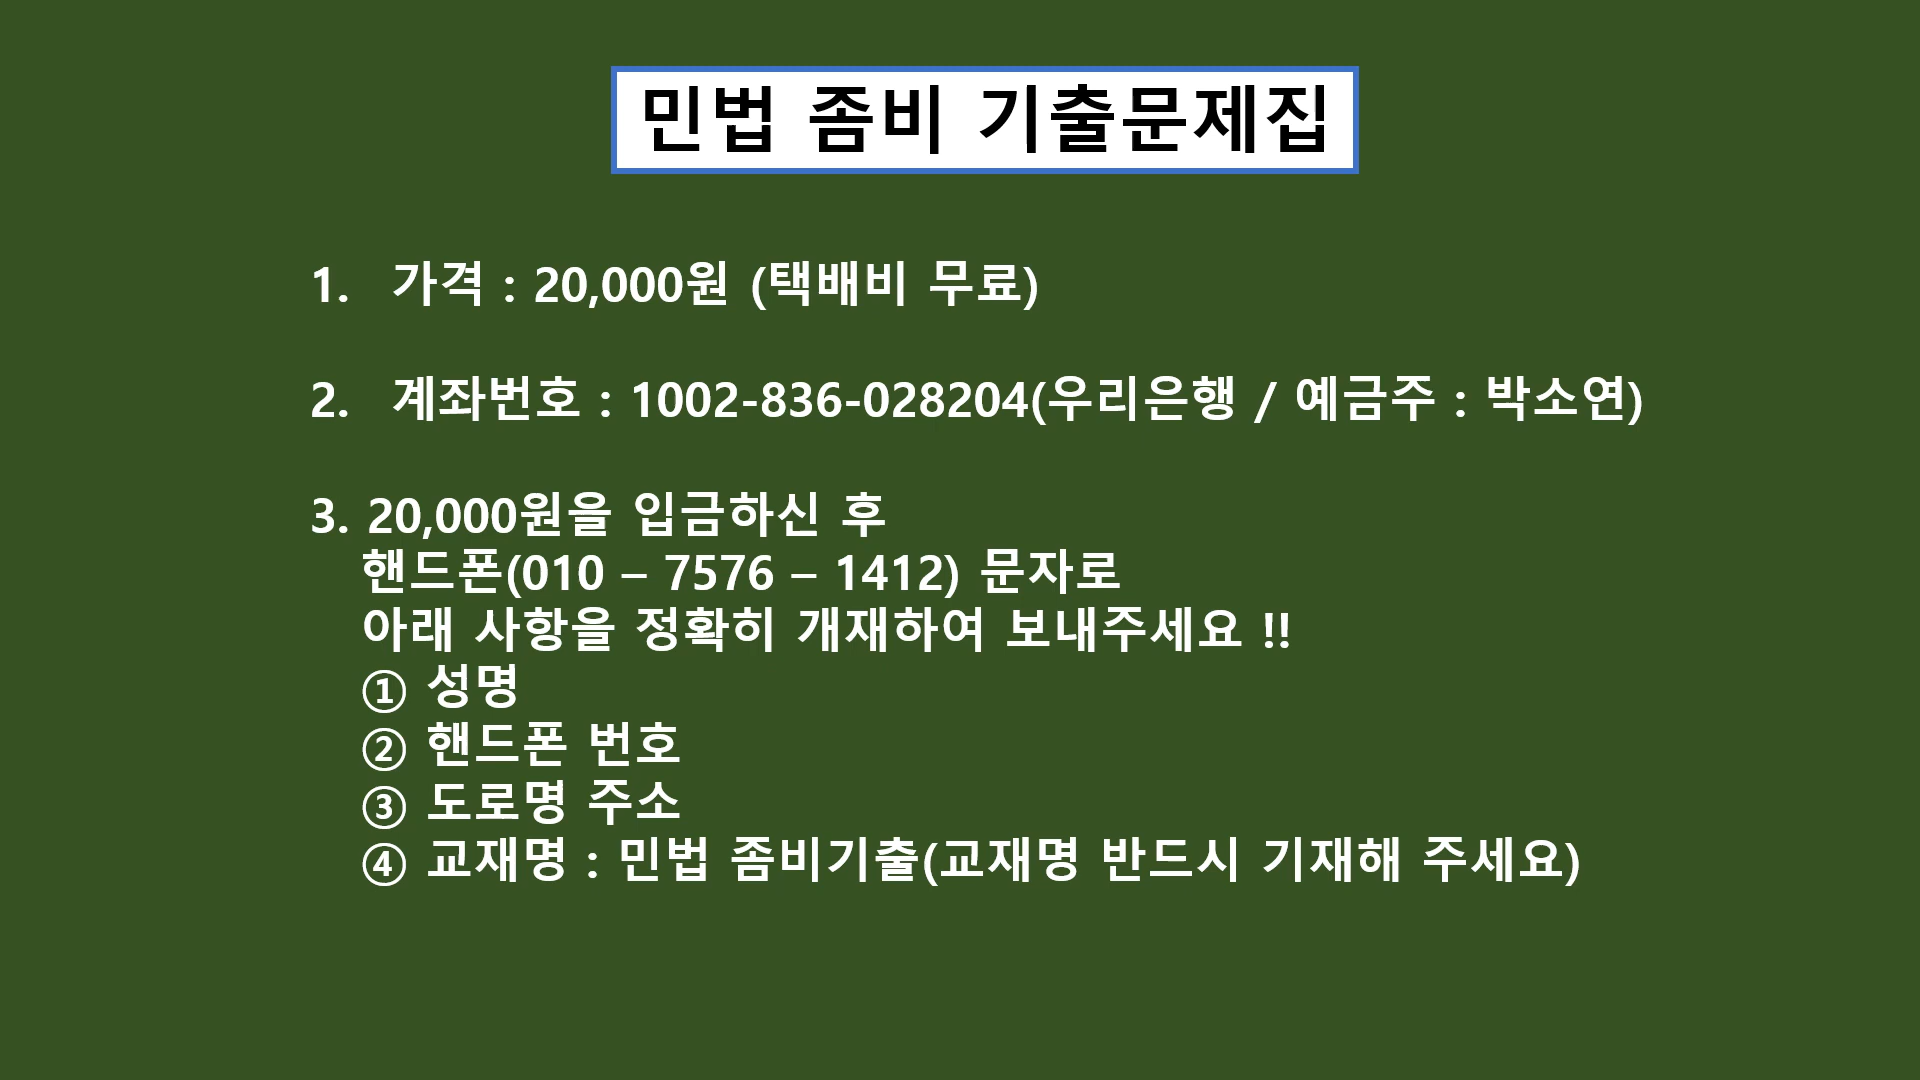 민법 좀비 기출문제집
1. 가격 : 20,000원 (택배비 무료)
2. 계좌번호 : 1002-836-028204(우리은행 / 예금주 : 박소연)
3. 20,000원을 입금하신 후
핸드폰(010 – 7576 – 1412) 문자로
아래 사항을 정확히 개재하여 보내주세요 !!
① 성명
② 핸드폰 번호
③ 도로명 주소
④ 교재명 : 민법 좀비기출(교재명 반드시 기재해 주세요)